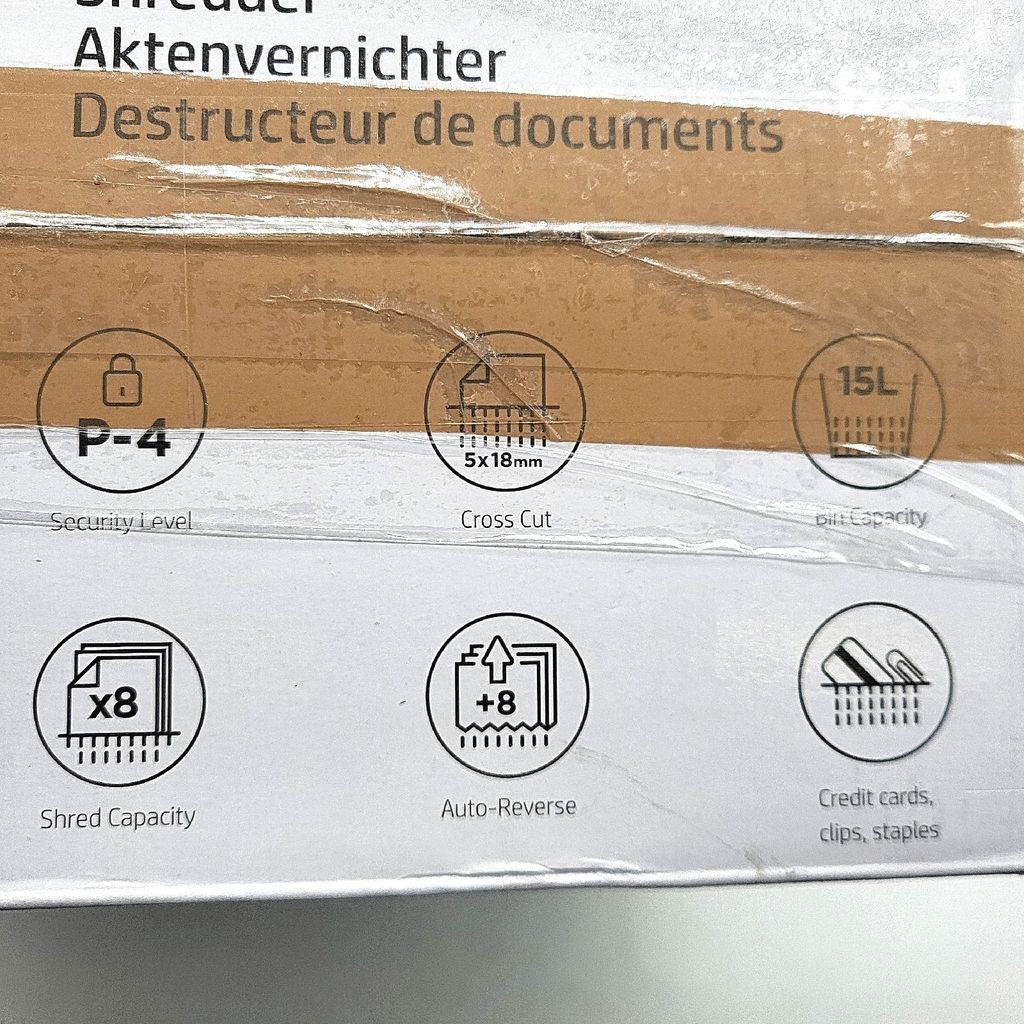 Shredder
Aktenvernichter
Destructeur de documents
P-4
Security Level
5x18mm
Cross Cut
15L
Bin Capacity
x8
Shred Capacity
+8
Auto-Reverse
Credit cards,
clips, staples